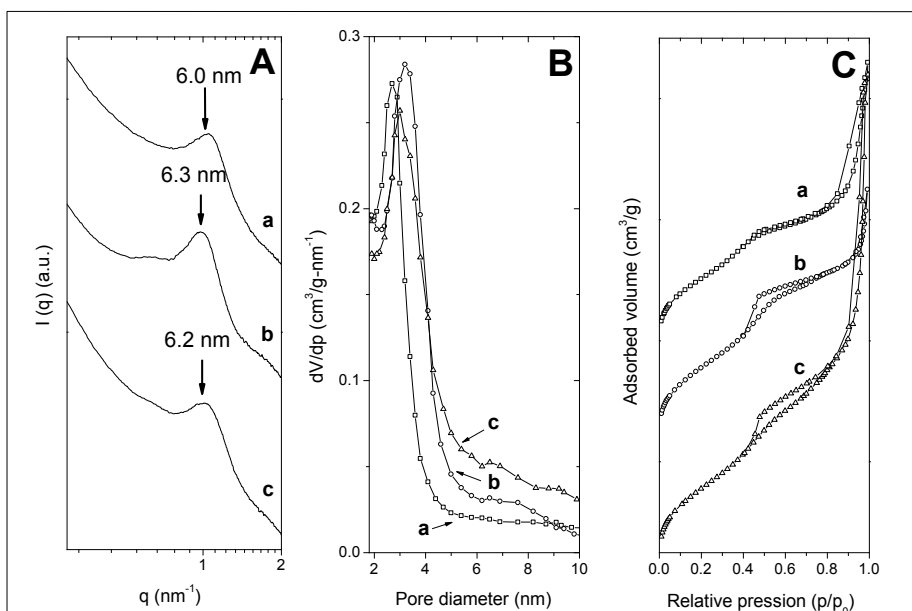 A
6.0 nm
6.3 nm
6.2 nm
a
b
c
I (q) (a.u.)
1
2
q (nm⁻¹)
B
0.3
0.2
0.1
0.0
dV/dp (cm³/g-nm⁻¹)
c
b
a
2
4
6
8
10
Pore diameter (nm)
C
a
b
c
Adsorbed volume (cm³/g)
0.0
0.2
0.4
0.6
0.8
1.0
Relative pression (p/p₀)